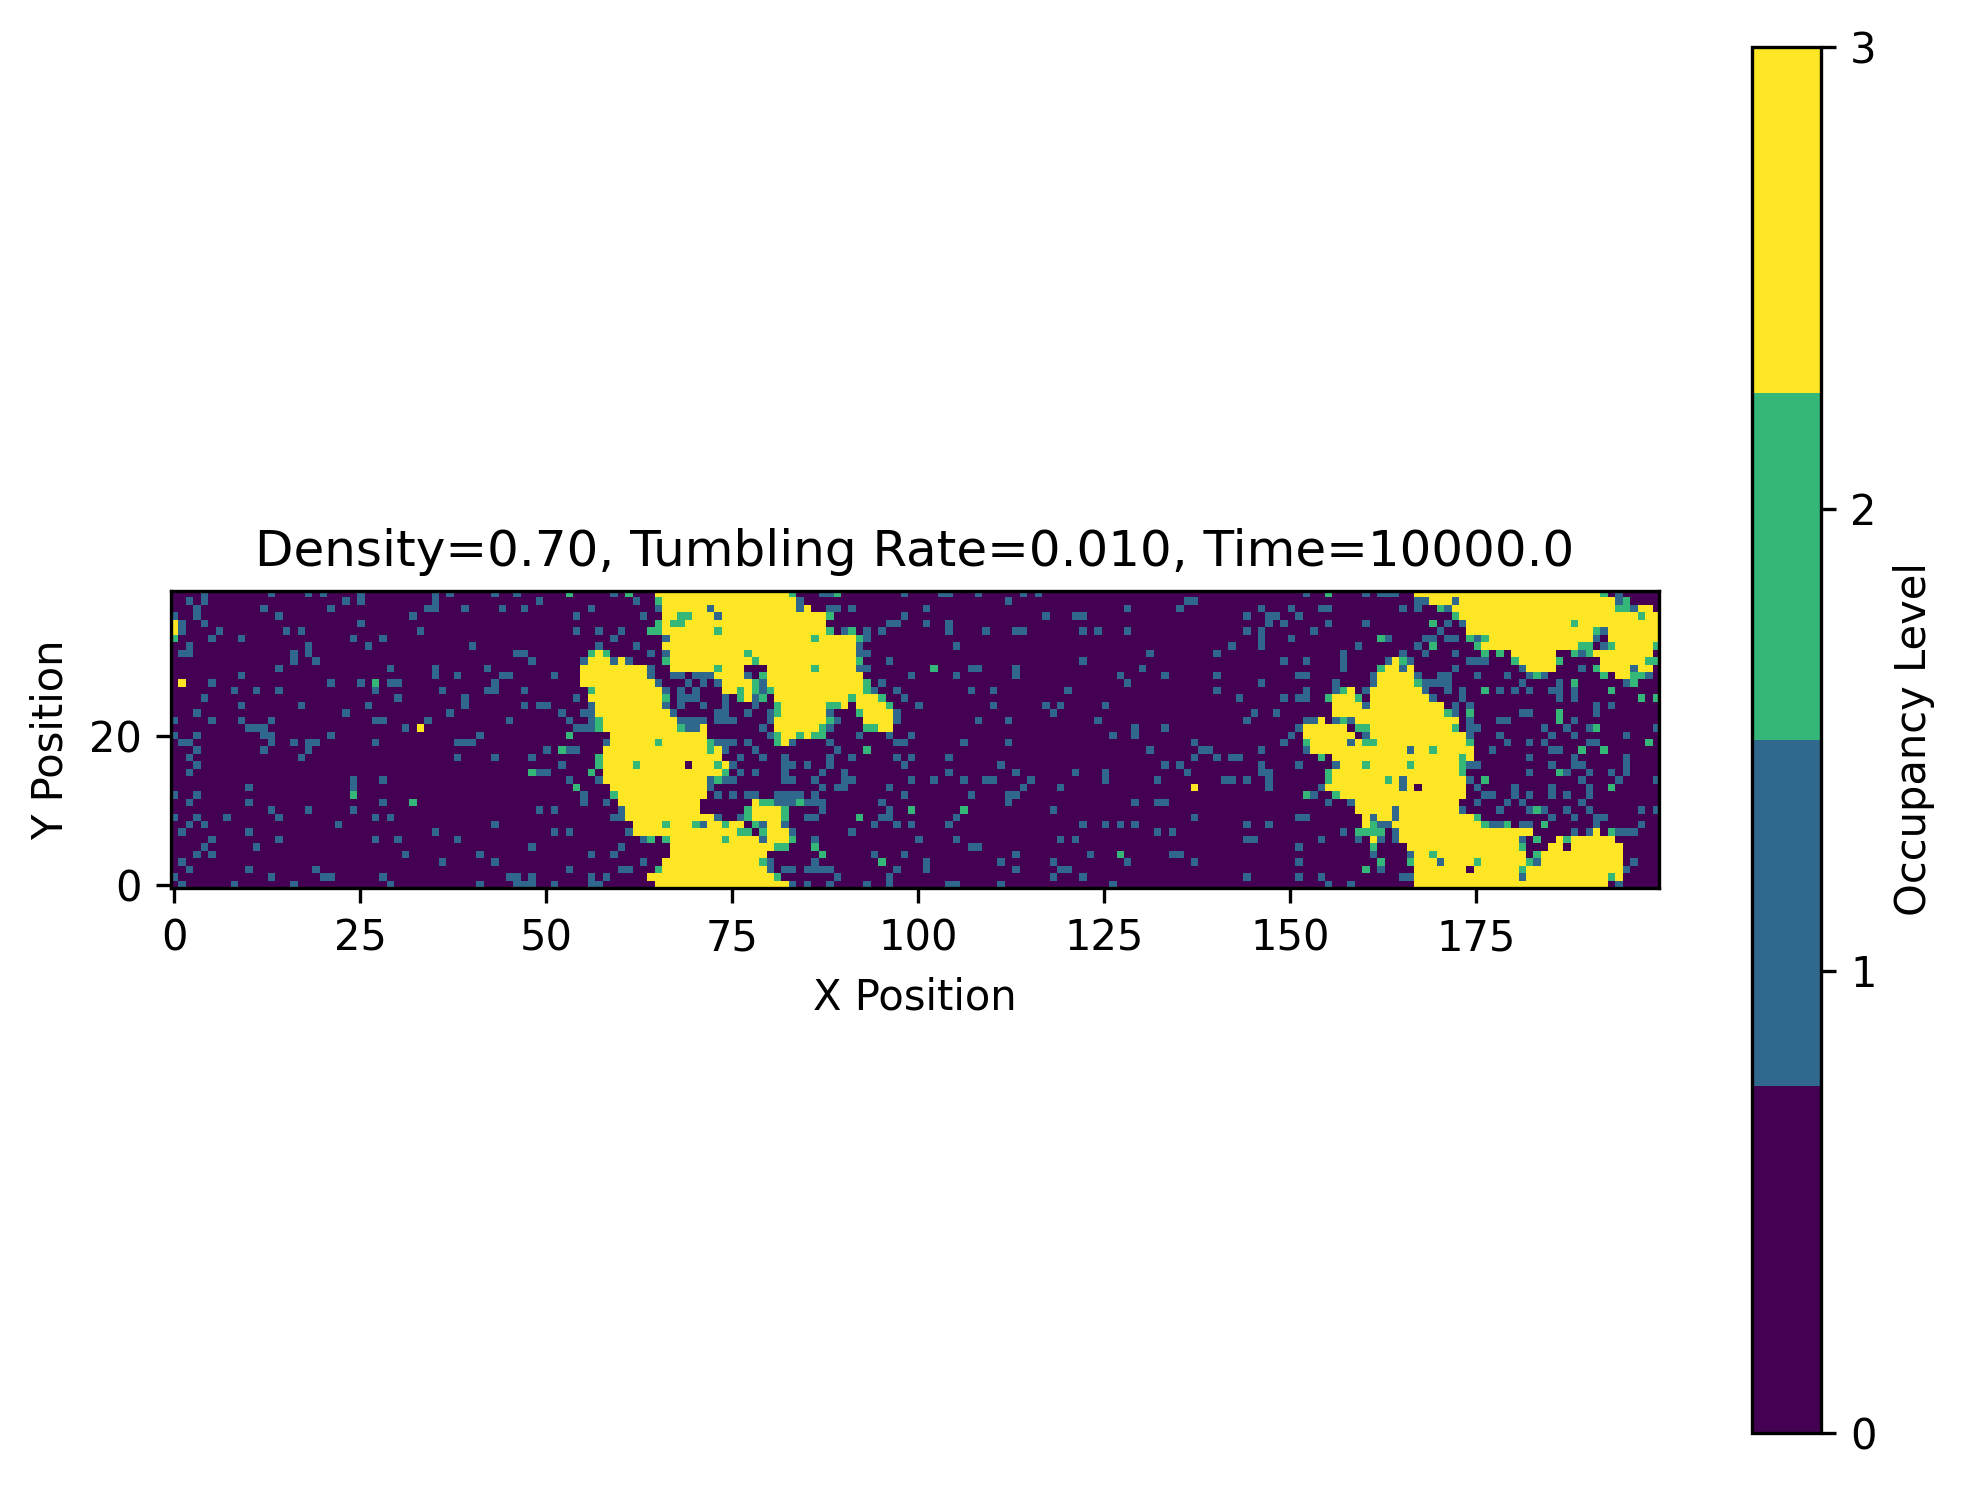 Density=0.70, Tumbling Rate=0.010, Time=10000.0
Y Position
20
0
0 25 50 75 100 125 150 175
X Position
3
2
1
0
Occupancy Level